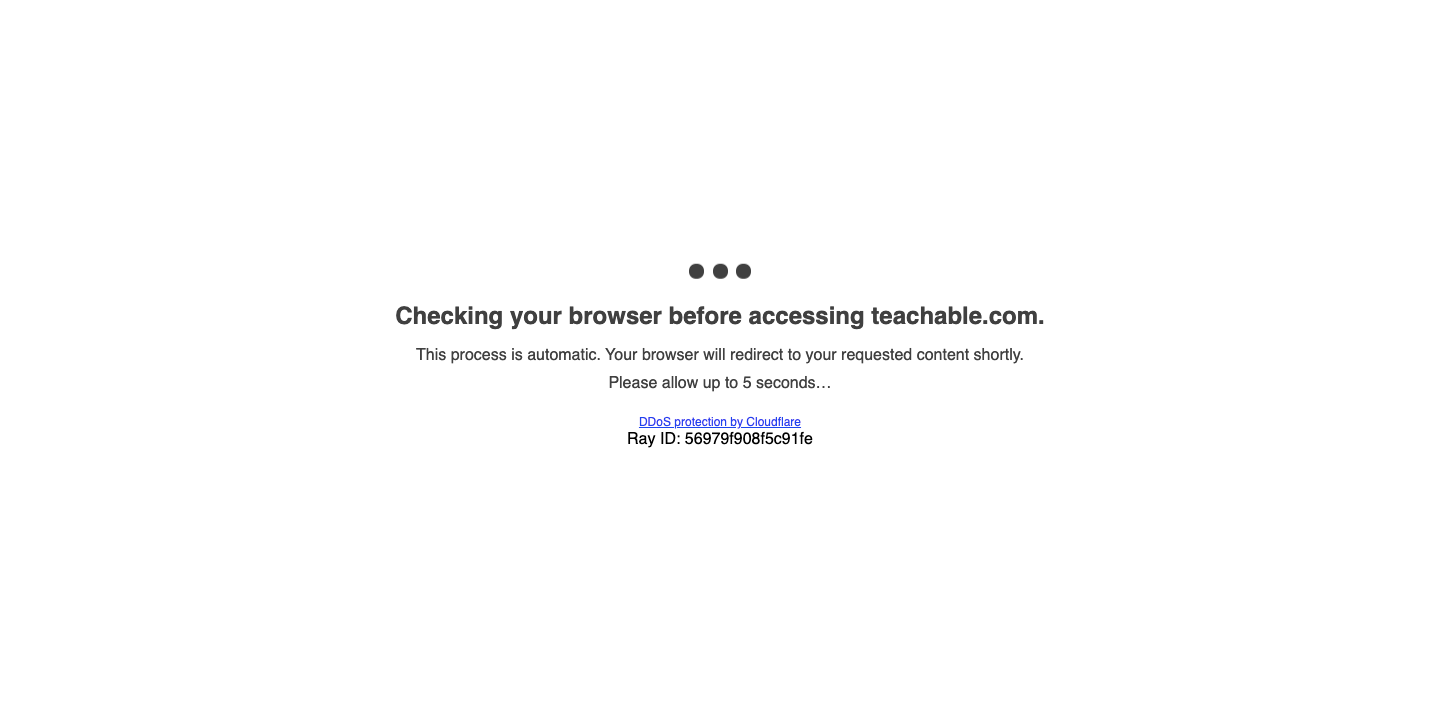 Checking your browser before accessing teachable.com.
This process is automatic. Your browser will redirect to your requested content shortly.
Please allow up to 5 seconds…
DDoS protection by Cloudflare
Ray ID: 56979f908f5c91fe